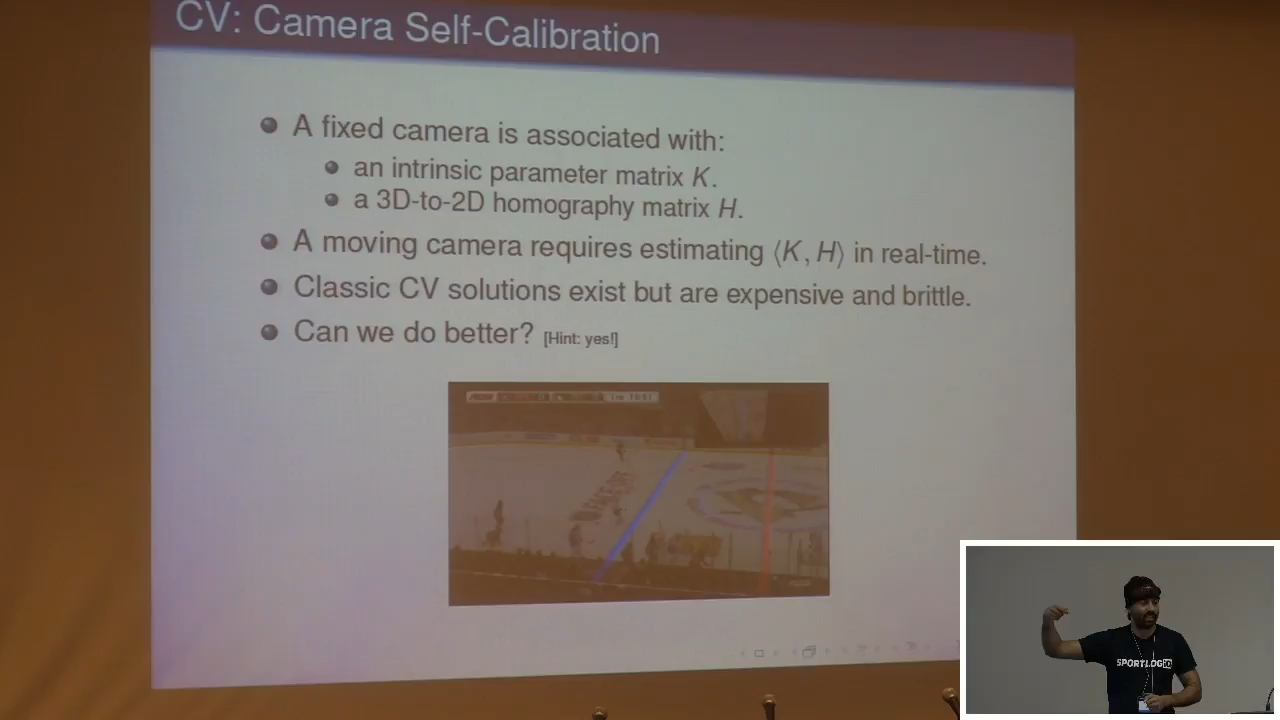 CV: Camera Self-Calibration
A fixed camera is associated with:
an intrinsic parameter matrix K.
a 3D-to-2D homography matrix H.
A moving camera requires estimating ⟨K, H⟩ in real-time.
Classic CV solutions exist but are expensive and brittle.
Can we do better? [Hint: yes!]
SPORTLOGIQ